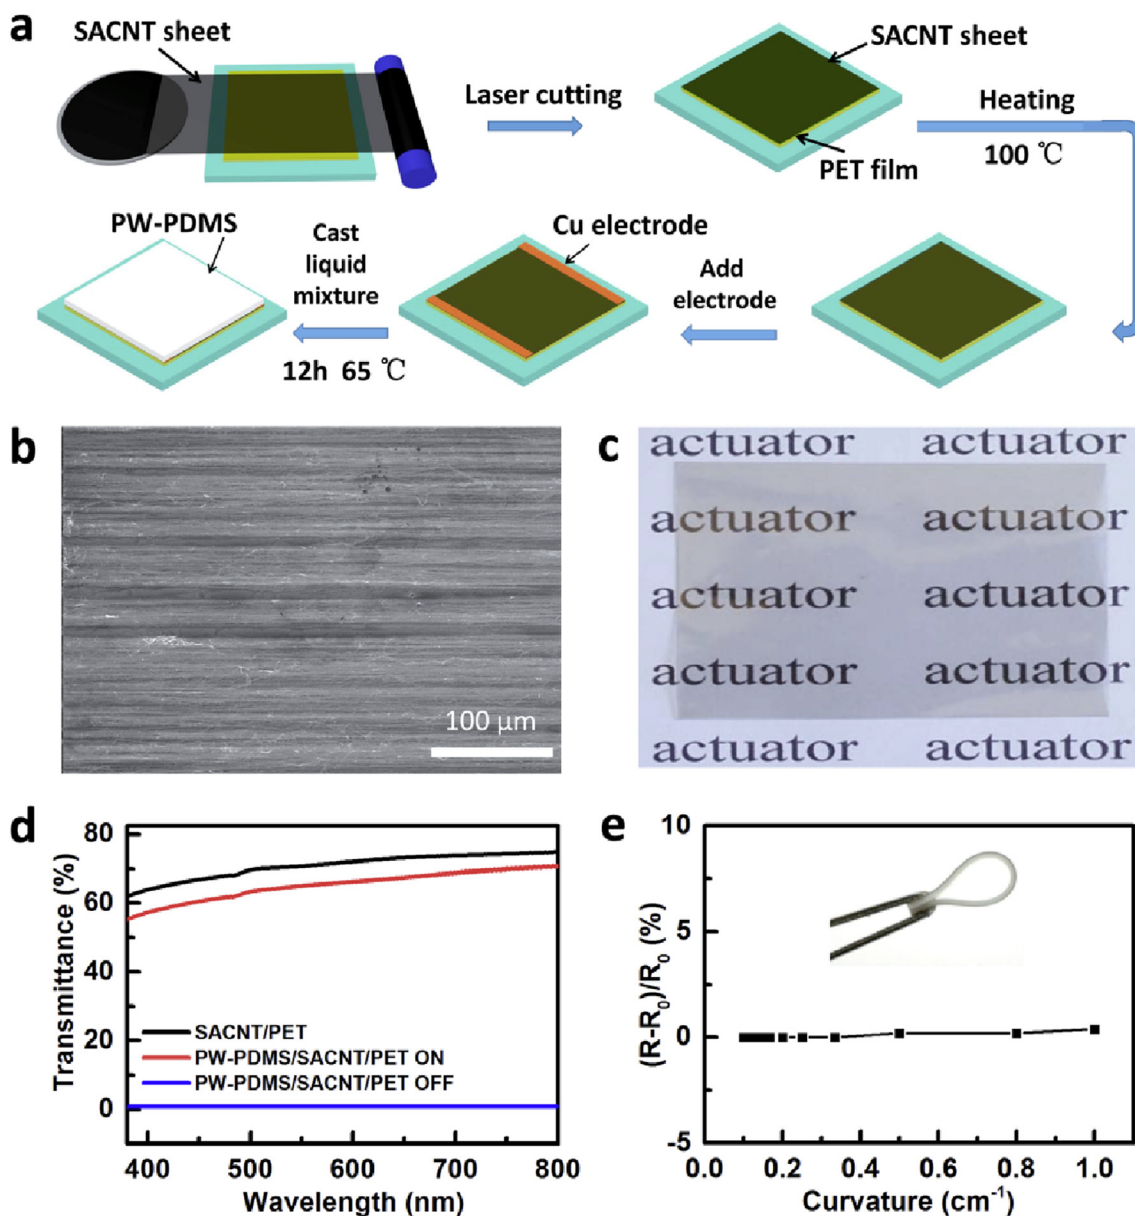 a
SACNT sheet
Laser cutting
SACNT sheet
PET film
Heating
100 ℃
PW-PDMS
Cast
liquid
mixture
12h 65 ℃
Cu electrode
Add
electrode
b
100 μm
c
actuator actuator
actuator actuator
actuator actuator
actuator actuator
actuator actuator
d
Transmittance (%)
80
60
40
20
0
SACNT/PET
PW-PDMS/SACNT/PET ON
PW-PDMS/SACNT/PET OFF
400 500 600 700 800
Wavelength (nm)
e
(R-R₀)/R₀ (%)
10
5
0
-5
0.0 0.2 0.4 0.6 0.8 1.0
Curvature (cm⁻¹)